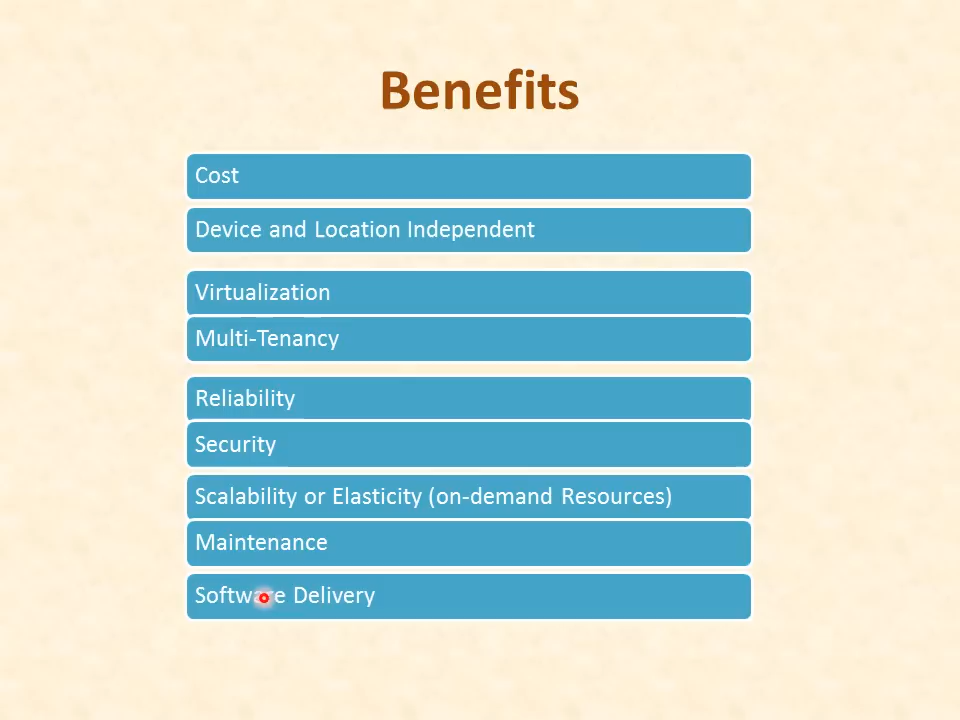 Benefits
Cost
Device and Location Independent
Virtualization
Multi-Tenancy
Reliability
Security
Scalability or Elasticity (on-demand Resources)
Maintenance
Software Delivery